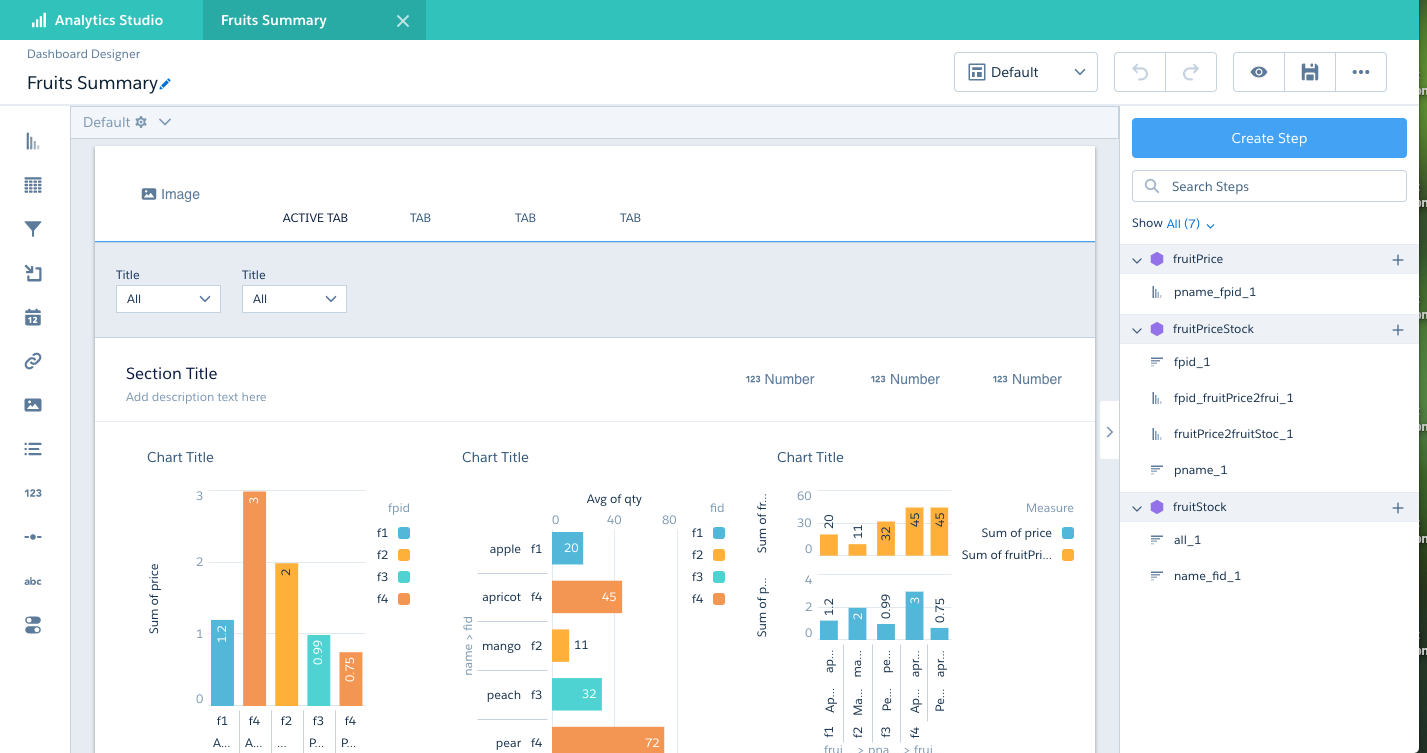 Analytics Studio
Fruits Summary
Dashboard Designer
Fruits Summary
Default
Default
Image
ACTIVE TAB TAB TAB TAB
Title Title
All All
Section Title
Add description text here
123 Number 123 Number 123 Number
Chart Title
3
2
1
0
Sum of price
1.2 3 2 0.99 0.75
f1 f4 f2 f3 f4
A... A... ... P... P...
fpid
f1
f2
f3
f4
Chart Title
Avg of qty
0 40 80
name > fid
apple f1 20
apricot f4 45
mango f2 11
peach f3 32
pear f4 72
fid
f1
f2
f3
f4
Chart Title
Sum of fr...
60
30
0
20 11 32 45 45
Sum of p...
4
2
0
1.2 2 0.99 3 0.75
ap... ma... pe... apr... apr...
Ap... Ma... Pe... Ap... Pe...
f1 f2 f3 f4
frui > pna > frui
Measure
Sum of price
Sum of fruitPri...
12
123
abc
Create Step
Search Steps
Show All (7)
fruitPrice
pname_fpid_1
fruitPriceStock
fpid_1
fpid_fruitPrice2frui_1
fruitPrice2fruitStoc_1
pname_1
fruitStock
all_1
name_fid_1